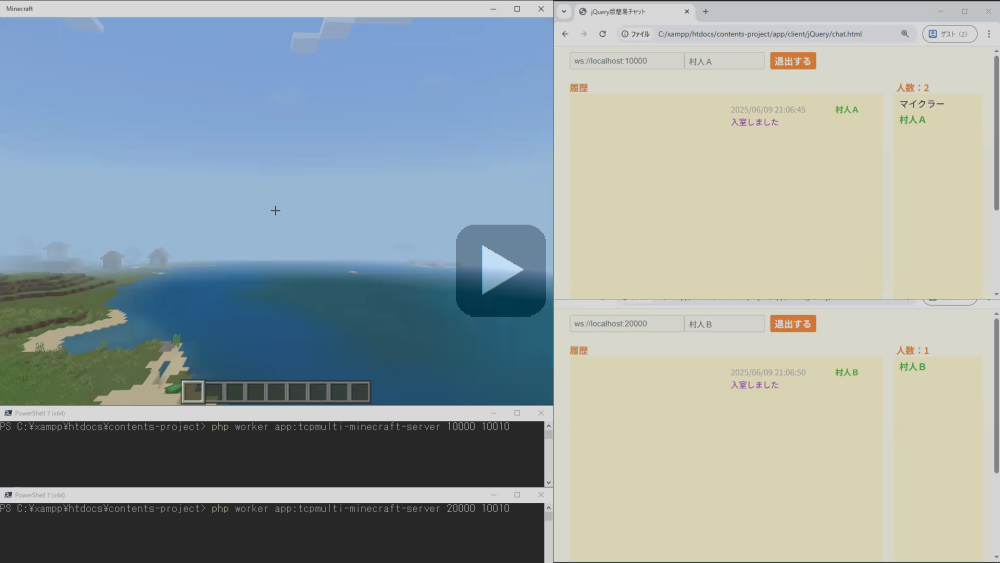 Minecraft
PowerShell 7 (x64)
PS C:¥xampp¥htdocs¥contents-project> php worker app:tcpmulti-minecraft-server 10000 10010
PowerShell 7 (x64)
PS C:¥xampp¥htdocs¥contents-project> php worker app:tcpmulti-minecraft-server 20000 10010
jQuery版簡易チャット
ファイル C:/xampp/htdocs/contents-project/app/client/jQuery/chat.html ゲスト (2)
ws://localhost:10000 村人A 退出する
履歴 人数:2
2025/06/09 21:06:45 村人A
入室しました
マイクラー
村人A
ws://localhost:20000 村人B 退出する
履歴 人数:1
2025/06/09 21:06:50 村人B
入室しました
村人B